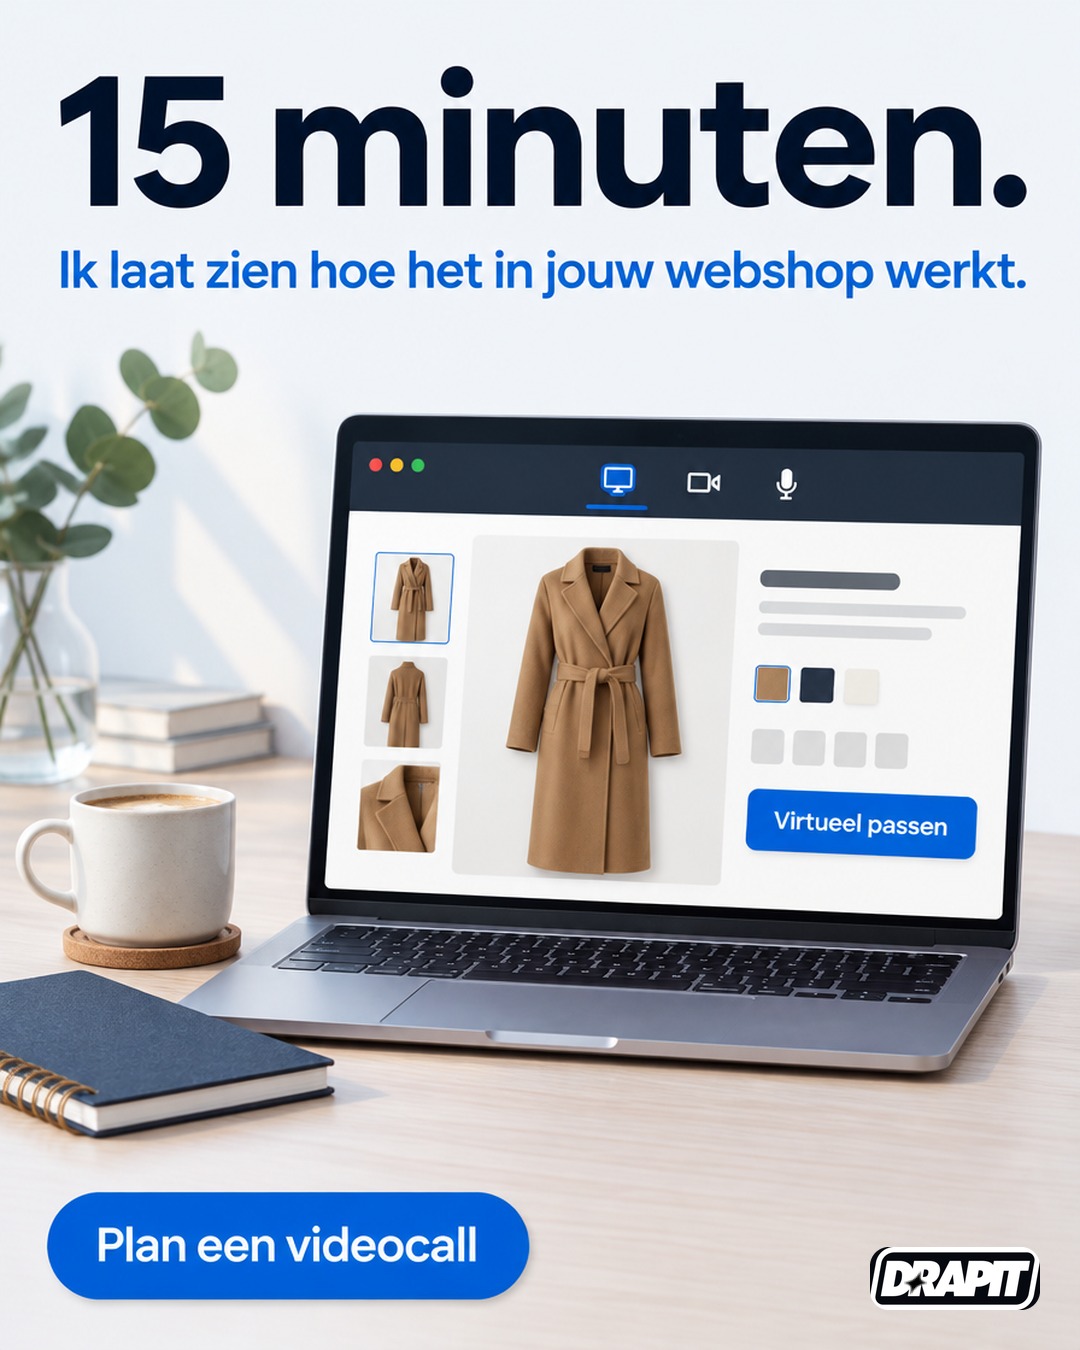 15 minuten.
Ik laat zien hoe het in jouw webshop werkt.
Virtueel passen
Plan een videocall
DRAPIT